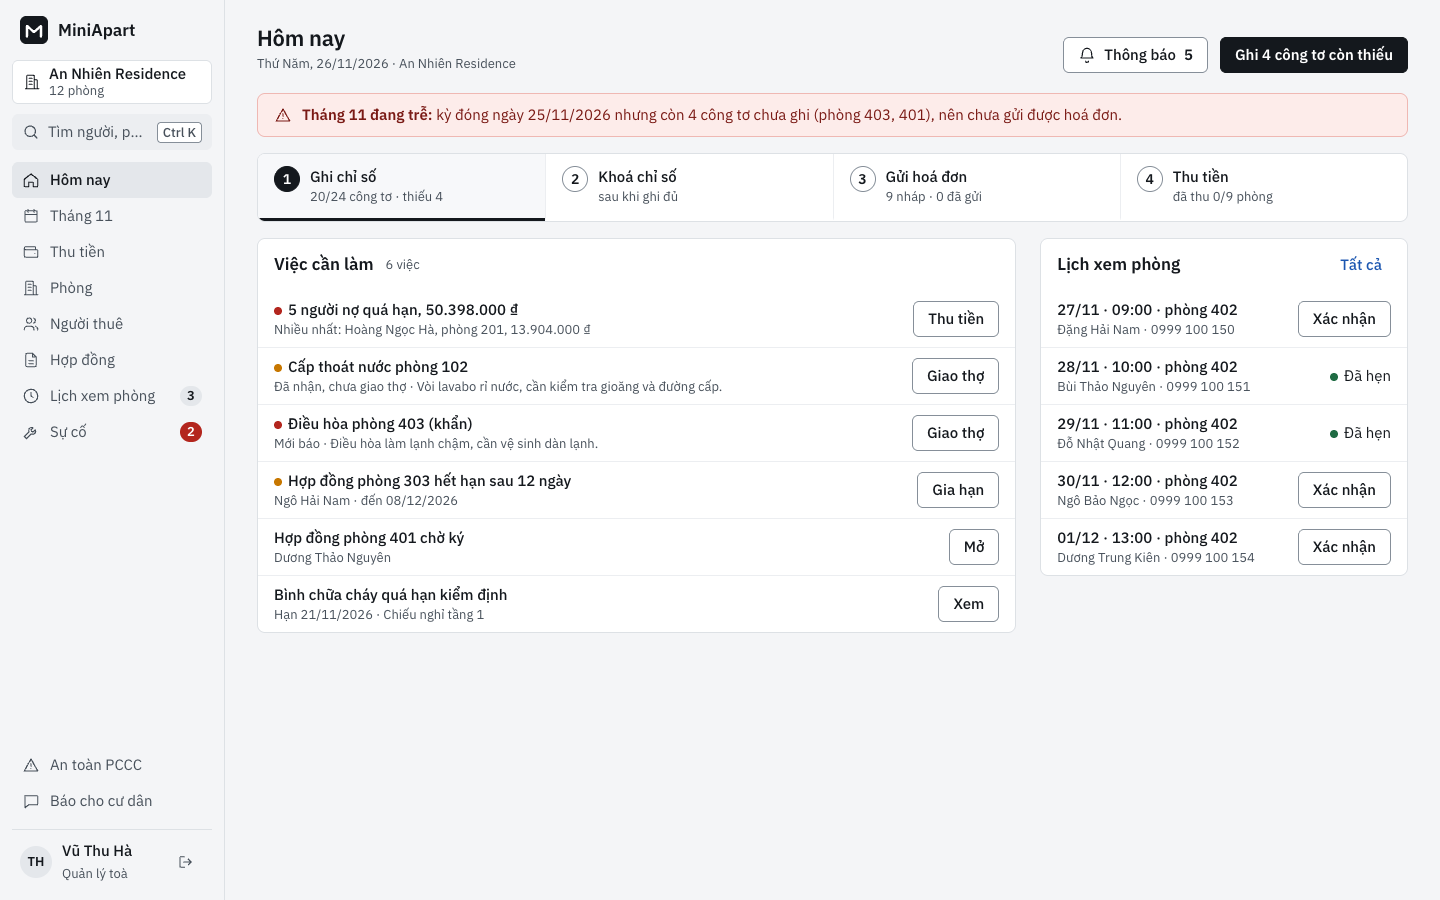 MiniApart
An Nhiên Residence
12 phòng
Tìm người, p... Ctrl K
Hôm nay
Tháng 11
Thu tiền
Phòng
Người thuê
Hợp đồng
Lịch xem phòng 3
Sự cố 2
An toàn PCCC
Báo cho cư dân
TH
Vũ Thu Hà
Quản lý toà
Hôm nay
Thứ Năm, 26/11/2026 · An Nhiên Residence
Thông báo 5
Ghi 4 công tơ còn thiếu
Tháng 11 đang trễ: kỳ đóng ngày 25/11/2026 nhưng còn 4 công tơ chưa ghi (phòng 403, 401), nên chưa gửi được hoá đơn.
1 Ghi chỉ số
20/24 công tơ · thiếu 4
2 Khoá chỉ số
sau khi ghi đủ
3 Gửi hoá đơn
9 nháp · 0 đã gửi
4 Thu tiền
đã thu 0/9 phòng
Việc cần làm 6 việc
5 người nợ quá hạn, 50.398.000 ₫
Nhiều nhất: Hoàng Ngọc Hà, phòng 201, 13.904.000 ₫
Thu tiền
Cấp thoát nước phòng 102
Đã nhận, chưa giao thợ · Vòi lavabo rỉ nước, cần kiểm tra gioăng và đường cấp.
Giao thợ
Điều hòa phòng 403 (khẩn)
Mới báo · Điều hòa làm lạnh chậm, cần vệ sinh dàn lạnh.
Giao thợ
Hợp đồng phòng 303 hết hạn sau 12 ngày
Ngô Hải Nam · đến 08/12/2026
Gia hạn
Hợp đồng phòng 401 chờ ký
Dương Thảo Nguyên
Mở
Bình chữa cháy quá hạn kiểm định
Hạn 21/11/2026 · Chiếu nghỉ tầng 1
Xem
Lịch xem phòng
Tất cả
27/11 · 09:00 · phòng 402
Đặng Hải Nam · 0999 100 150
Xác nhận
28/11 · 10:00 · phòng 402
Bùi Thảo Nguyên · 0999 100 151
Đã hẹn
29/11 · 11:00 · phòng 402
Đỗ Nhật Quang · 0999 100 152
Đã hẹn
30/11 · 12:00 · phòng 402
Ngô Bảo Ngọc · 0999 100 153
Xác nhận
01/12 · 13:00 · phòng 402
Dương Trung Kiên · 0999 100 154
Xác nhận